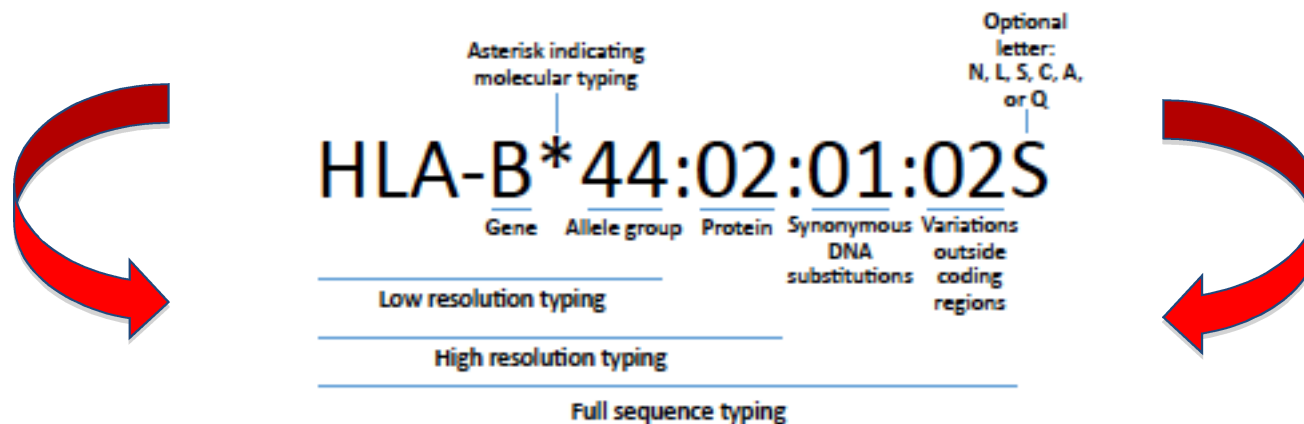 Optional
letter:
N, L, S, C, A,
or Q
Asterisk indicating
molecular typing
HLA-B*44:02:01:02S
Gene
Allele group
Protein
Synonymous
DNA
substitutions
Variations
outside
coding
regions
Low resolution typing
High resolution typing
Full sequence typing